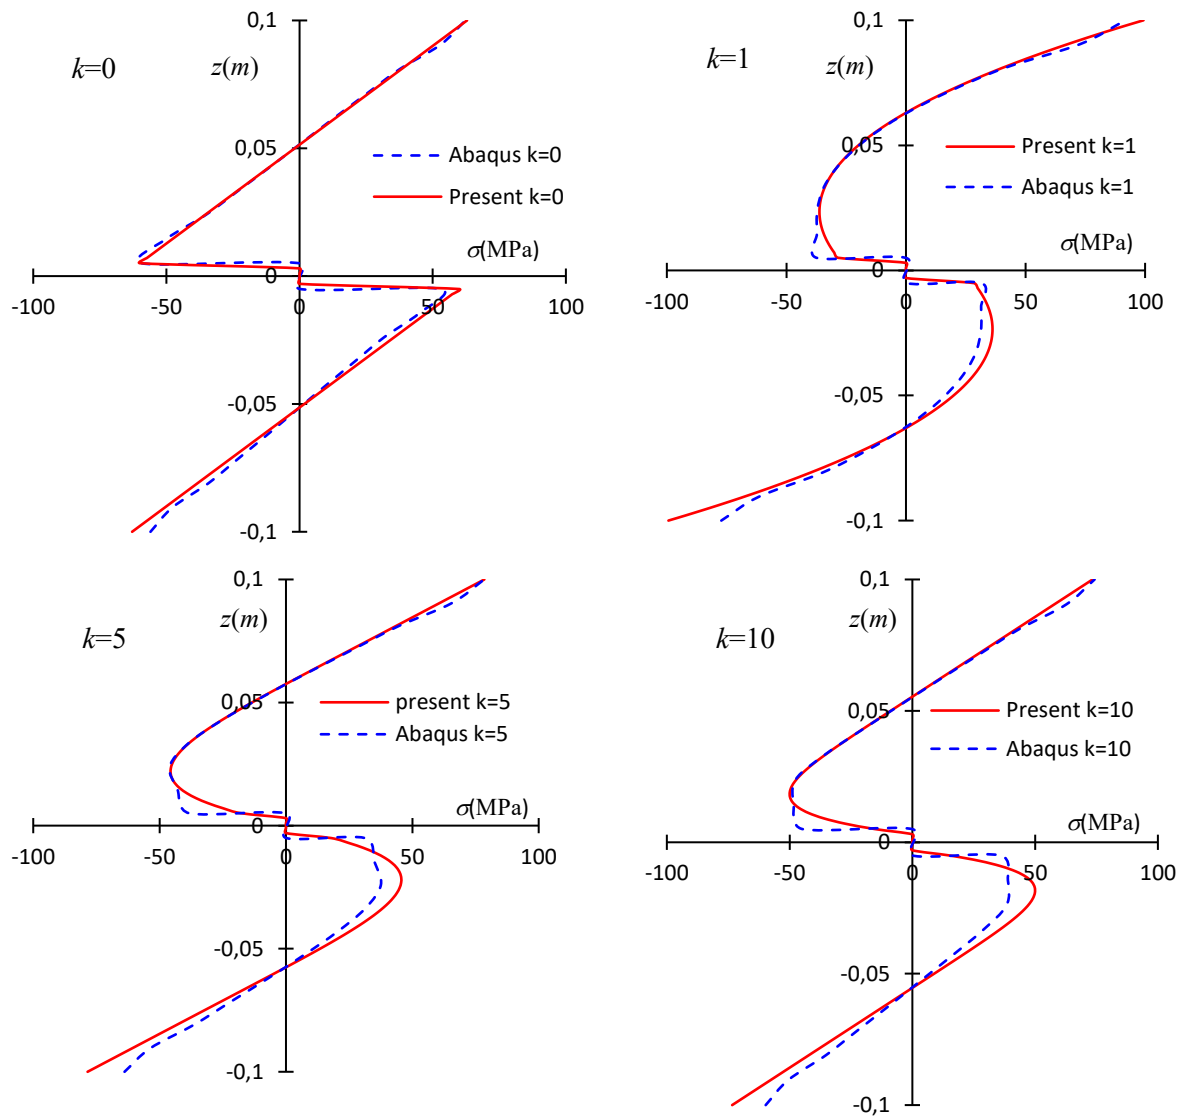 0,1
k=0
z(m)
0,05
Abaqus k=0
Present k=0
σ(MPa)
0
-100
-50
0
50
100
-0,05
-0,1
0,1
k=1
z(m)
0,05
Present k=1
Abaqus k=1
σ(MPa)
0
-100
-50
0
50
100
-0,05
-0,1
0,1
z(m)
k=5
0,05
present k=5
Abaqus k=5
σ(MPa)
0
-100
-50
0
50
100
-0,05
-0,1
0,1
z(m)
k=10
0,05
Present k=10
Abaqus k=10
σ(MPa)
0
-100
-50
0
50
100
-0,05
-0,1